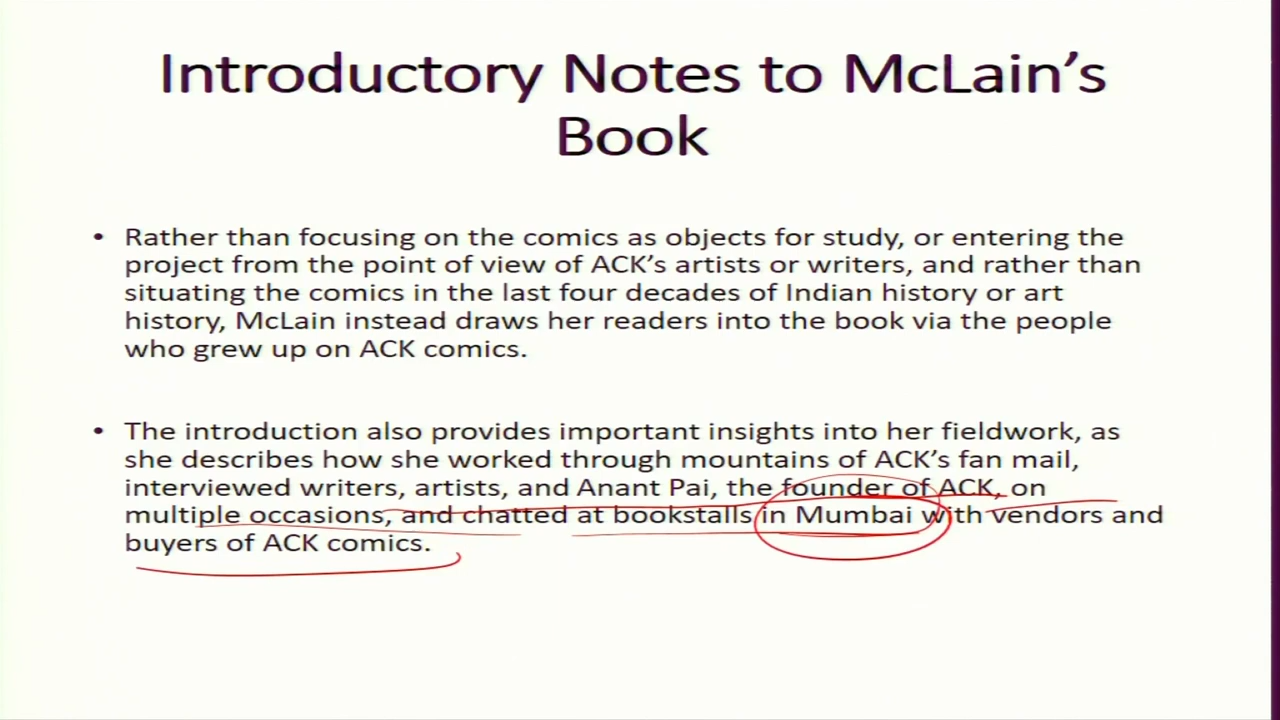 Introductory Notes to McLain's
Book
• Rather than focusing on the comics as objects for study, or entering the
project from the point of view of ACK's artists or writers, and rather than
situating the comics in the last four decades of Indian history or art
history, McLain instead draws her readers into the book via the people
who grew up on ACK comics.
• The introduction also provides important insights into her fieldwork, as
she describes how she worked through mountains of ACK's fan mail,
interviewed writers, artists, and Anant Pai, the founder of ACK, on
multiple occasions, and chatted at bookstalls in Mumbai with vendors and
buyers of ACK comics.